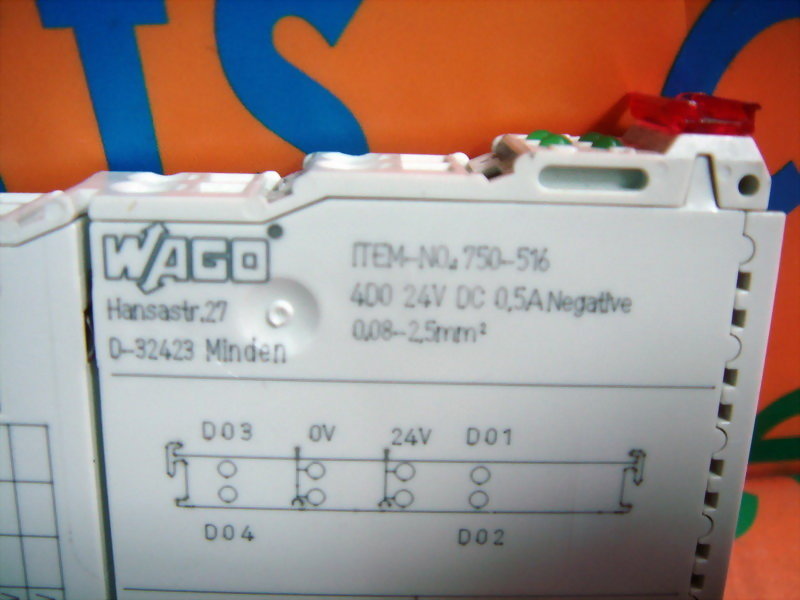 WAGO
Hansastr.27
D-32423 Minden
ITEM-NO.:750-516
4DO 24V DC 0,5A Negative
0,08-2,5mm²
DO3 0V 24V DO1
DO4 DO2